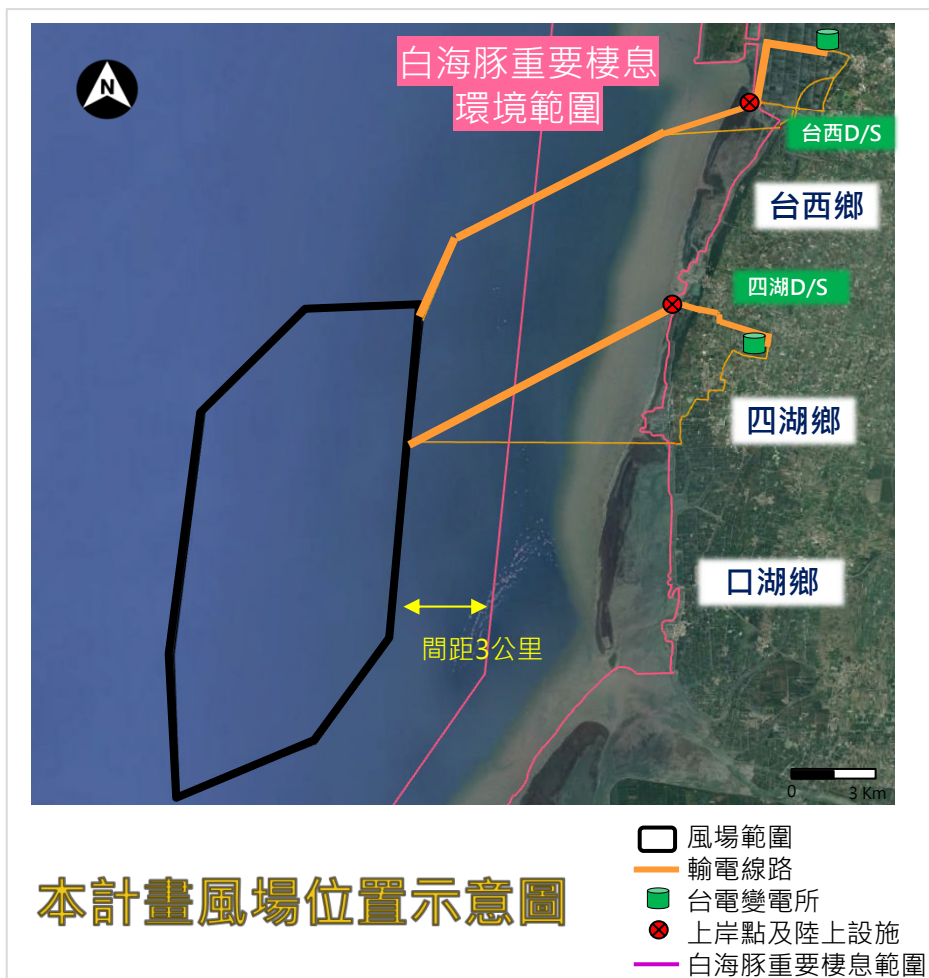 N
白海豚重要棲息
環境範圍
台西D/S
台西鄉
四湖D/S
四湖鄉
口湖鄉
間距3公里
0 3 Km
本計畫風場位置示意圖
風場範圍
輸電線路
台電變電所
上岸點及陸上設施
白海豚重要棲息範圍